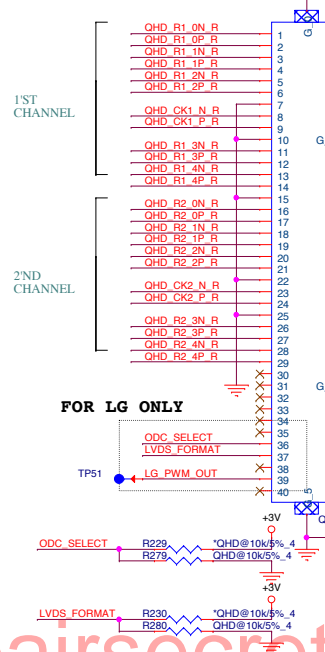 G_0
QHD_R1_0N_R 1
QHD_R1_0P_R 2
QHD_R1_1N_R 3
QHD_R1_1P_R 4
QHD_R1_2N_R 5
QHD_R1_2P_R 6
7
1'ST
CHANNEL
QHD_CK1_N_R 8
QHD_CK1_P_R 9
10
QHD_R1_3N_R 11
QHD_R1_3P_R 12
QHD_R1_4N_R 13
QHD_R1_4P_R 14
15
QHD_R2_0N_R 16
QHD_R2_0P_R 17
QHD_R2_1N_R 18
QHD_R2_1P_R 19
QHD_R2_2N_R 20
QHD_R2_2P_R 21
22
2'ND
CHANNEL
QHD_CK2_N_R 23
QHD_CK2_P_R 24
25
QHD_R2_3N_R 26
QHD_R2_3P_R 27
QHD_R2_4N_R 28
QHD_R2_4P_R 29
30
31
32
33
34
35
FOR LG ONLY
ODC_SELECT 36
LVDS_FORMAT 37
38
TP51 LG_PWM_OUT 39
40
G_5
+3V
ODC_SELECT R229 *QHD@10k/5%_4
R279 QHD@10k/5%_4
+3V
LVDS_FORMAT R230 *QHD@10k/5%_4
R280 QHD@10k/5%_4
airsecret